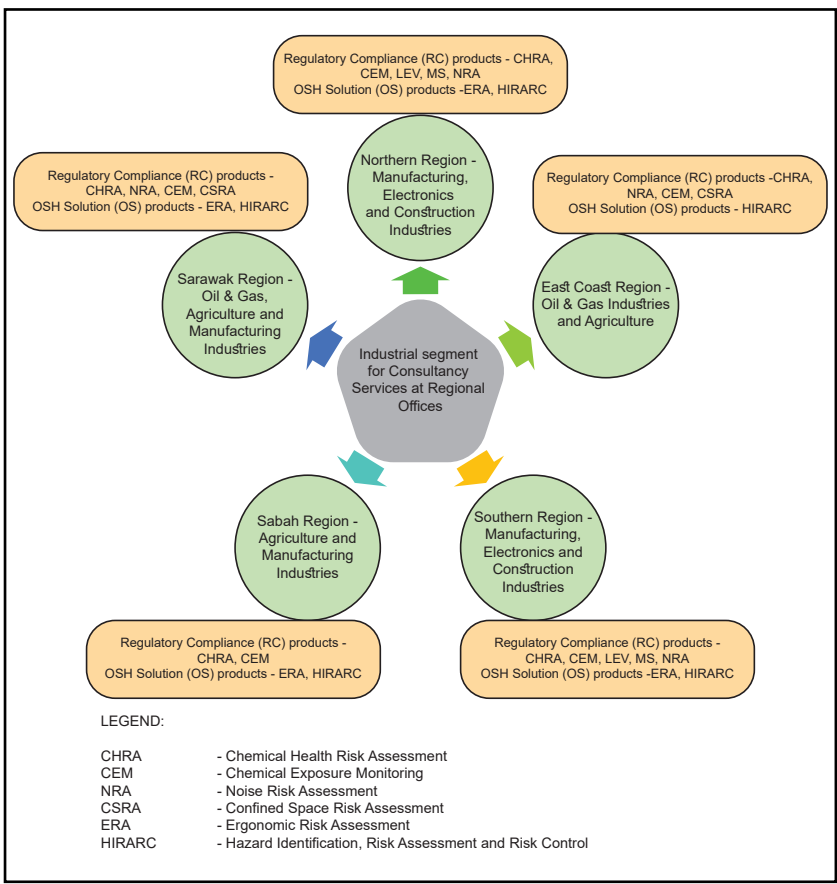 Regulatory Compliance (RC) products - CHRA,
CEM, LEV, MS, NRA
OSH Solution (OS) products -ERA, HIRARC
Northern Region -
Manufacturing,
Electronics
and Construction
Industries
Regulatory Compliance (RC) products -
CHRA, NRA, CEM, CSRA
OSH Solution (OS) products - ERA, HIRARC
Sarawak Region -
Oil & Gas,
Agriculture and
Manufacturing
Industries
Regulatory Compliance (RC) products -CHRA,
NRA, CEM, CSRA
OSH Solution (OS) products - HIRARC
East Coast Region -
Oil & Gas Industries
and Agriculture
Industrial segment
for Consultancy
Services at Regional
Offices
Sabah Region -
Agriculture and
Manufacturing
Industries
Regulatory Compliance (RC) products -
CHRA, CEM
OSH Solution (OS) products - ERA, HIRARC
Southern Region -
Manufacturing,
Electronics and
Construction
Industries
Regulatory Compliance (RC) products -
CHRA, CEM, LEV, MS, NRA
OSH Solution (OS) products -ERA, HIRARC
LEGEND:
CHRA - Chemical Health Risk Assessment
CEM - Chemical Exposure Monitoring
NRA - Noise Risk Assessment
CSRA - Confined Space Risk Assessment
ERA - Ergonomic Risk Assessment
HIRARC - Hazard Identification, Risk Assessment and Risk Control